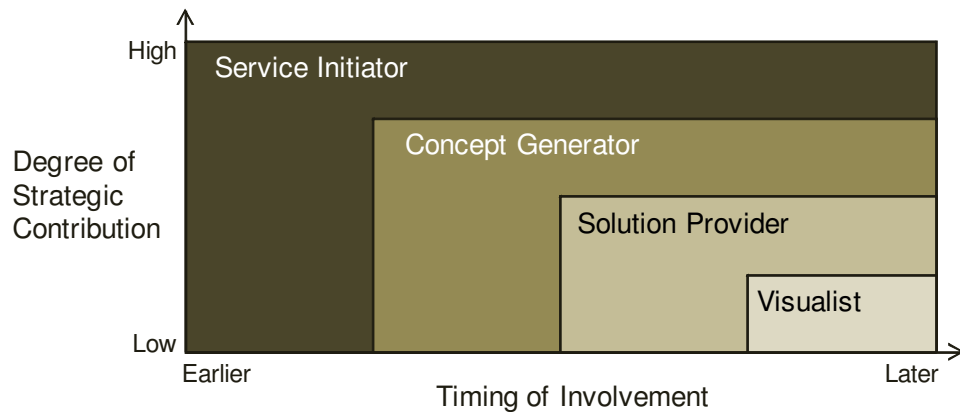 High
Service Initiator
Concept Generator
Degree of
Strategic
Contribution
Solution Provider
Visualist
Low
Earlier
Later
Timing of Involvement